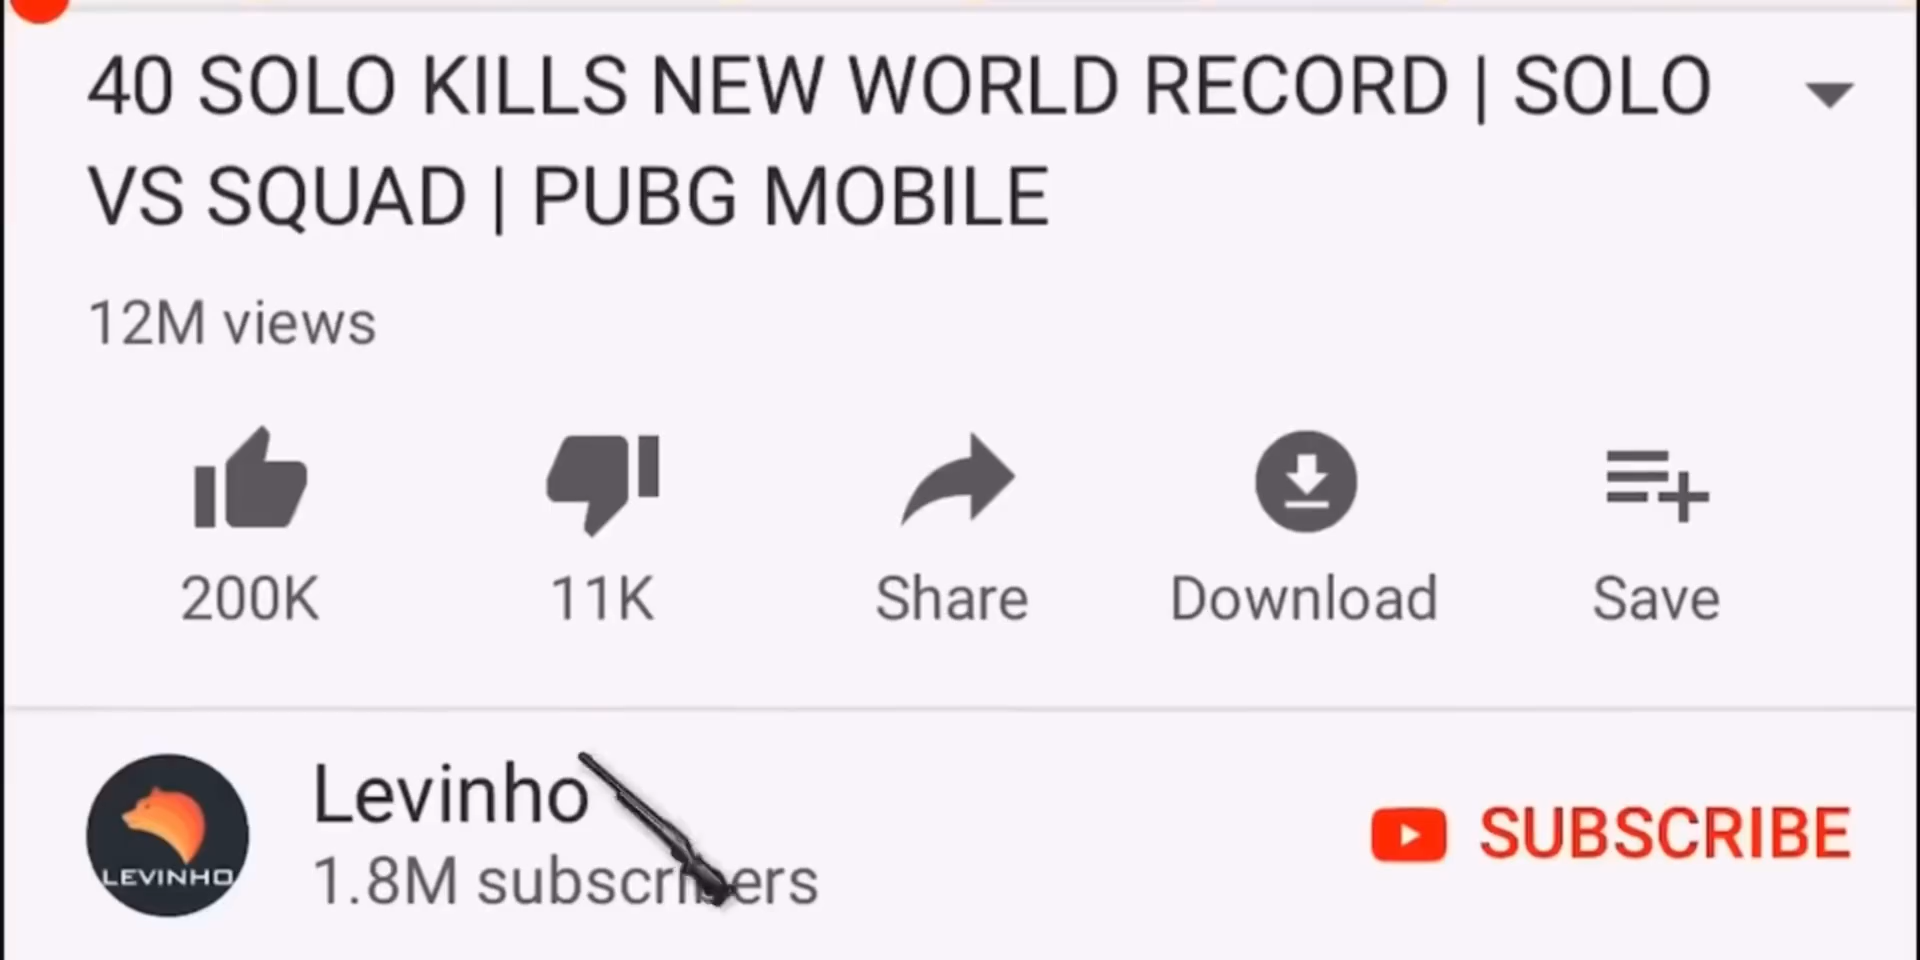 40 SOLO KILLS NEW WORLD RECORD | SOLO
VS SQUAD | PUBG MOBILE
12M views
200K
11K
Share
Download
Save
Levinho
1.8M subscribers
LEVINHO
SUBSCRIBE